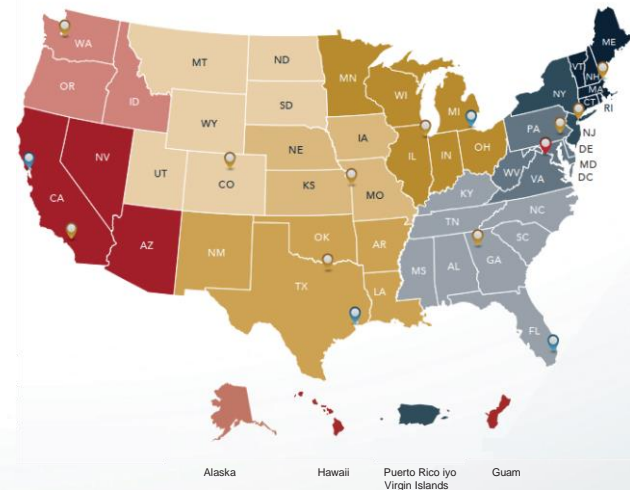 WA
ME
MT
ND
VT
NH
OR
MN
ID
SD
WI
NY
MA
MI
CT
RI
WY
IA
PA
NJ
NE
OH
DE
NV
IL
IN
MD
UT
WV
DC
CO
VA
CA
KS
MO
KY
NC
TN
OK
AR
SC
AZ
NM
MS
AL
GA
TX
LA
FL
Alaska
Hawaii
Puerto Rico iyo
Virgin Islands
Guam